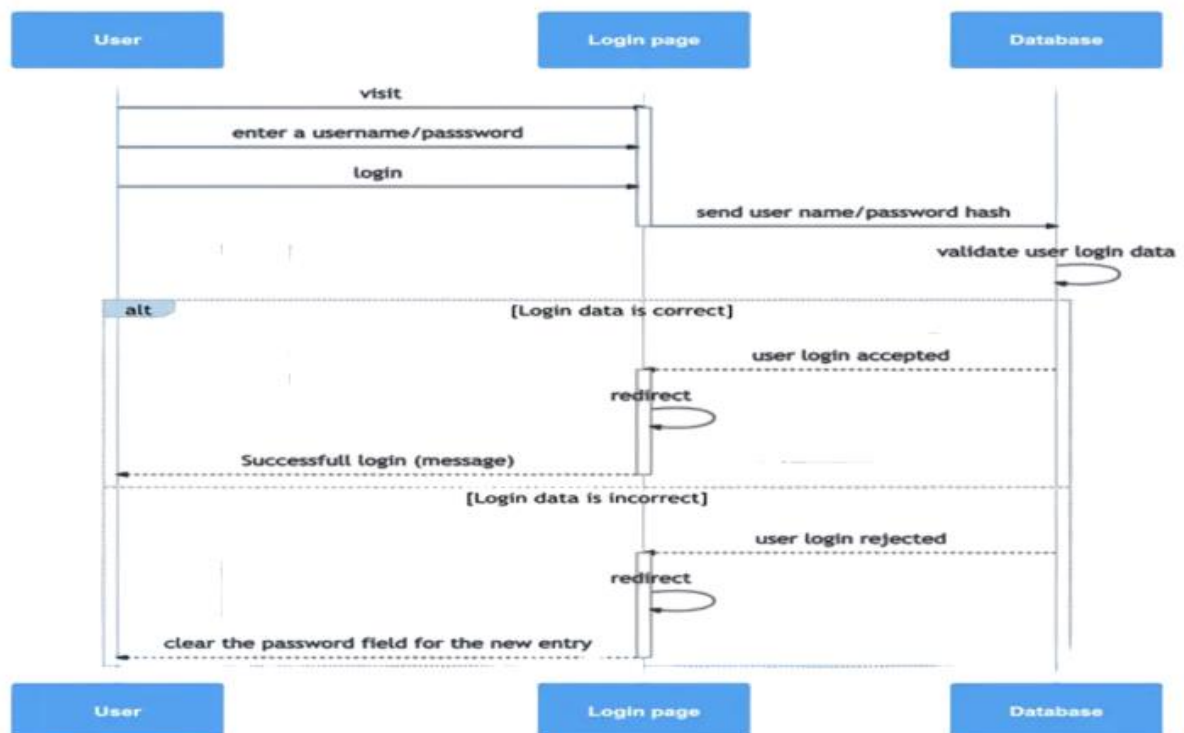 User
Login page
Database
visit
enter a username/passsword
login
send user name/password hash
validate user login data
alt
[Login data is correct]
user login accepted
redirect
Successfull login (message)
[Login data is incorrect]
user login rejected
redirect
clear the password field for the new entry
User
Login page
Database